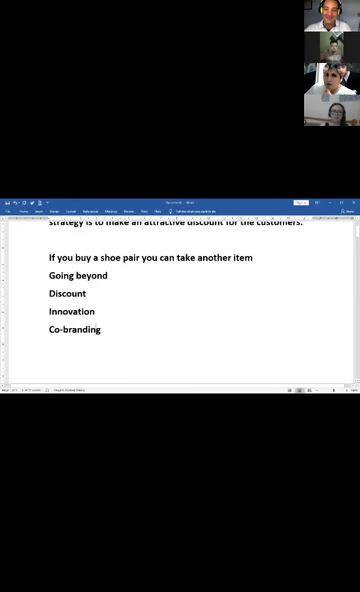 strategy is to make an attractive discount for the customers.
If you buy a shoe pair you can take another item
Going beyond
Discount
Innovation
Co-branding